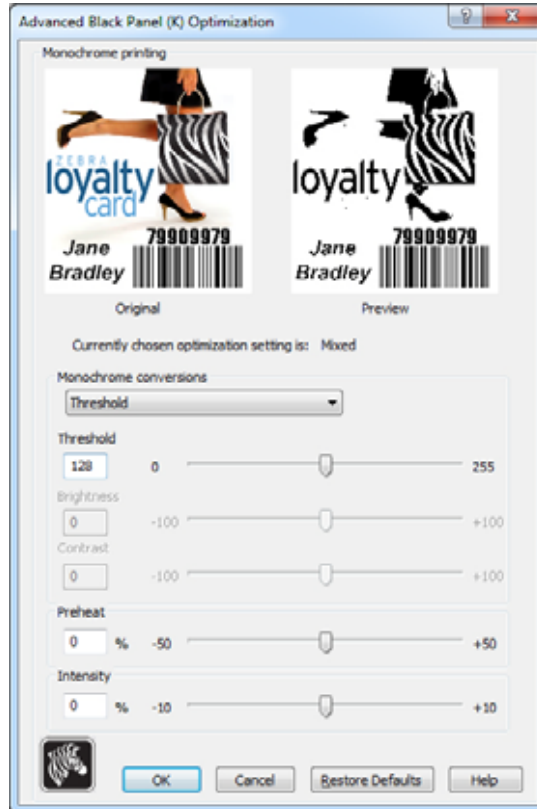 Advanced Black Panel (K) Optimization
Monochrome printing
ZEBRA
loyalty
card
79909979
Jane
Bradley
loyalty
79909979
Jane
Bradley
Original Preview
Currently chosen optimization setting is: Mixed
Monochrome conversions
Threshold
Threshold
128 0 255
Brightness
0 -100 +100
Contrast
0 -100 +100
Preheat
0 % -50 +50
Intensity
0 % -10 +10
OK Cancel Restore Defaults Help